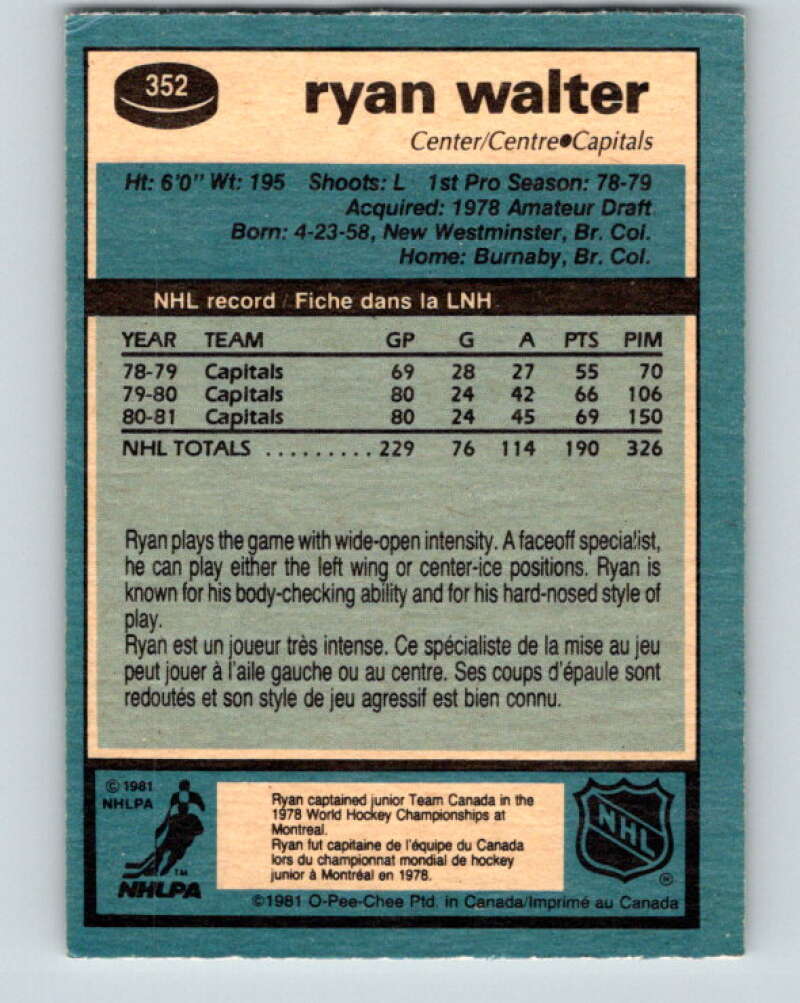 352
ryan walter
Center/Centre●Capitals
Ht: 6'0" Wt: 195 Shoots: L 1st Pro Season: 78-79
Acquired: 1978 Amateur Draft
Born: 4-23-58, New Westminster, Br. Col.
Home: Burnaby, Br. Col.
NHL record / Fiche dans la LNH
YEAR TEAM GP G A PTS PIM
78-79 Capitals 69 28 27 55 70
79-80 Capitals 80 24 42 66 106
80-81 Capitals 80 24 45 69 150
NHL TOTALS ......... 229 76 114 190 326
Ryan plays the game with wide-open intensity. A faceoff specialist,
he can play either the left wing or center-ice positions. Ryan is
known for his body-checking ability and for his hard-nosed style of
play.
Ryan est un joueur très intense. Ce spécialiste de la mise au jeu
peut jouer à l'aile gauche ou au centre. Ses coups d'épaule sont
redoutés et son style de jeu agressif est bien connu.
© 1981
NHLPA
TM
NHLPA
Ryan captained junior Team Canada in the
1978 World Hockey Championships at
Montreal.
Ryan fut capitaine de l'équipe du Canada
lors du championnat mondial de hockey
junior à Montréal en 1978.
NHL
©1981 O-Pee-Chee Ptd. in Canada/Imprimé au Canada